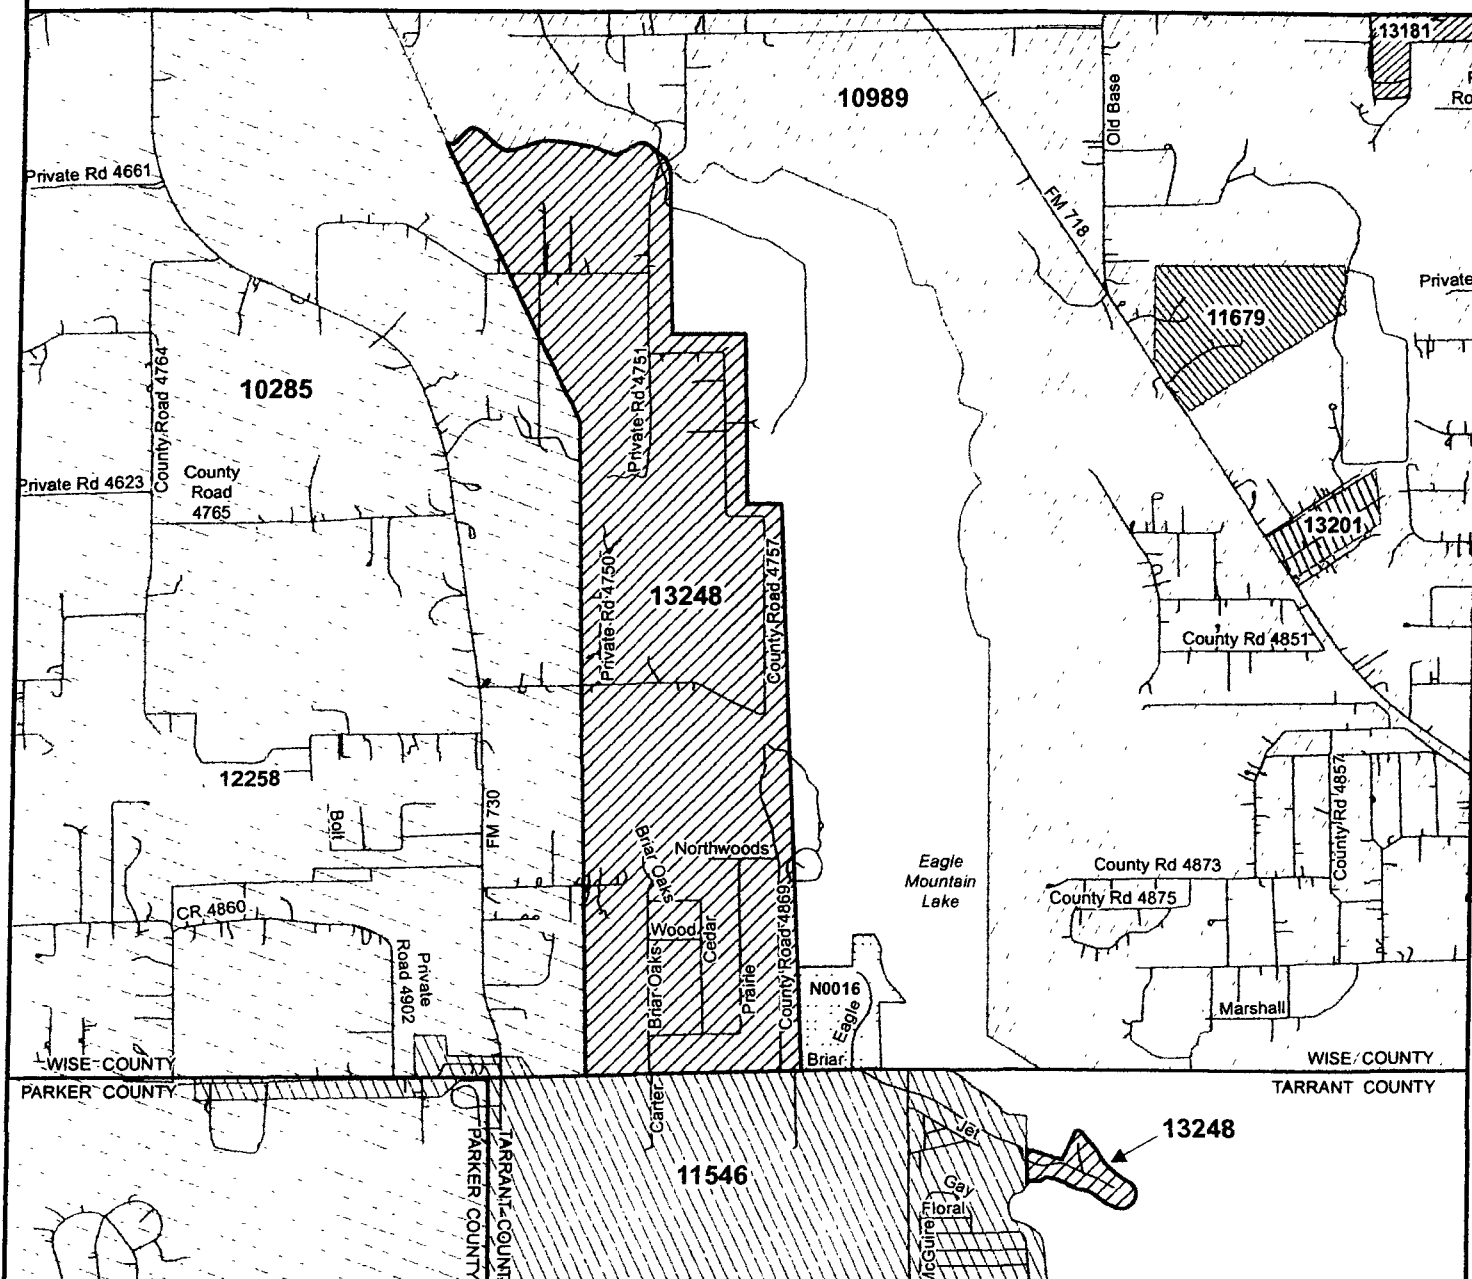 13181
10989
Old Base
Private Rd 4661
FM 718
Private
11679
County Road 4764
10285
Private Rd 4751
Private Rd 4623
County
Road
4765
13201
Private Rd 4750
13248
County Road 4757
County Rd 4851
12258
Bolt
FM 730
Briar Oaks
Northwoods
County Rd 4857
Eagle
Mountain
Lake
County Rd 4873
County Rd 4875
CR 4860
Wood
Cedar
Briar Oaks
Prairie
County Road 4869
Private
Road 4902
N0016
Eagle
Marshall
Briar
WISE COUNTY
WISE COUNTY
PARKER COUNTY
TARRANT COUNTY
Carter
Jet
13248
PARKER COUNTY
11546
Gay
Floral
McGuire